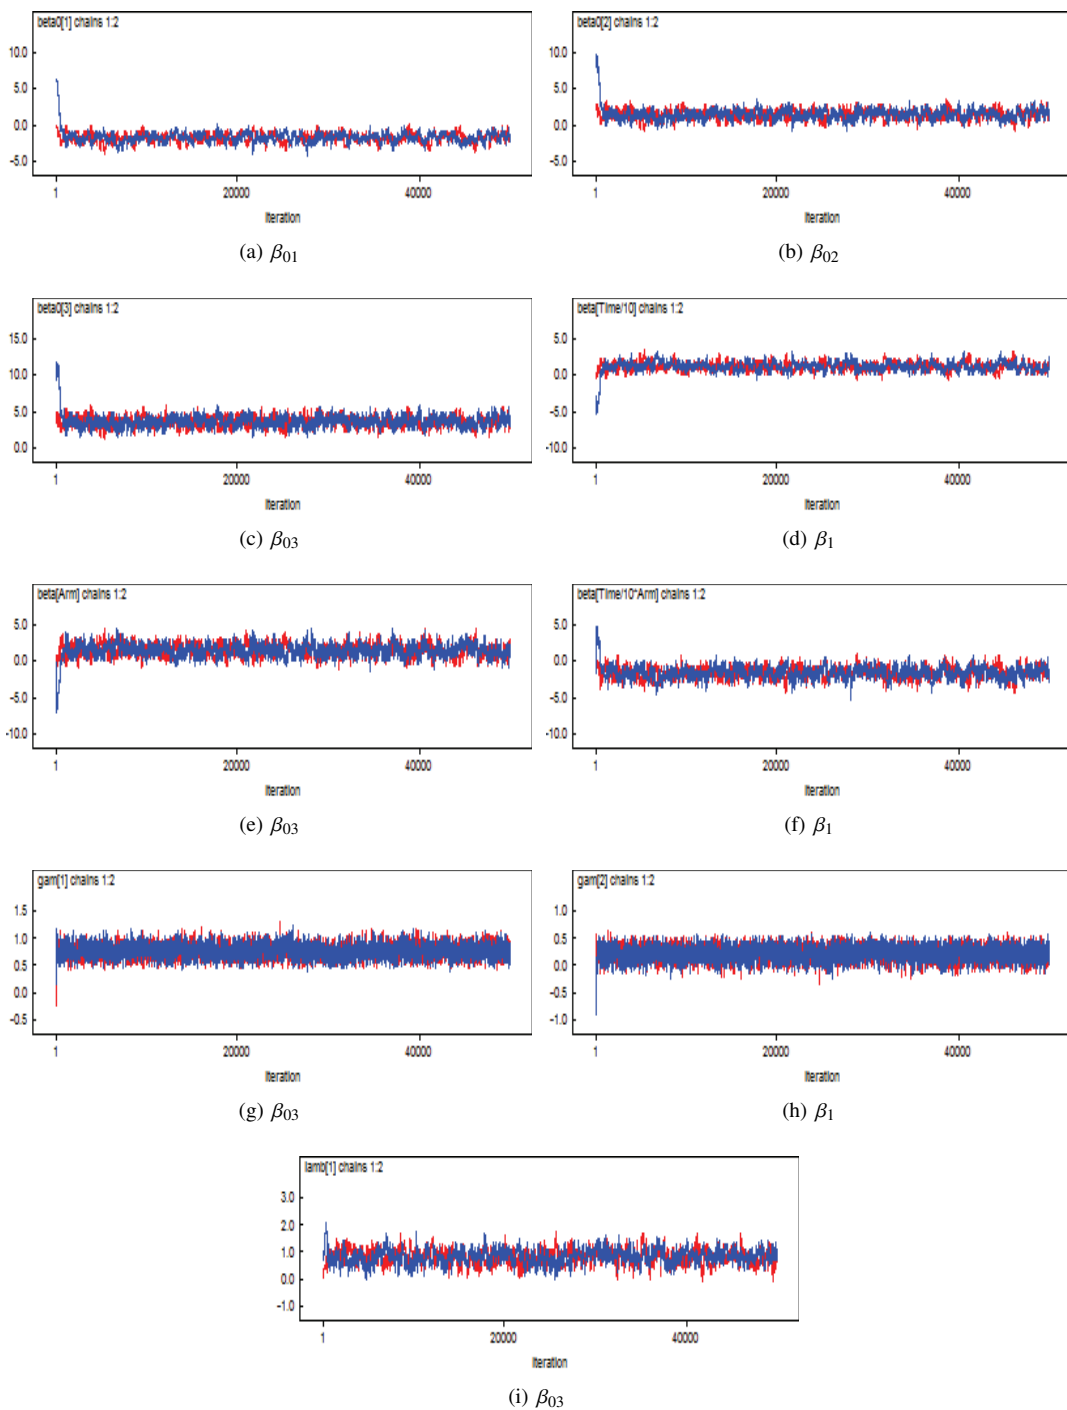 beta0[1] chains 1:2
10.0
5.0
0.0
-5.0
1
20000
40000
Iteration
(a) β01
beta0[2] chains 1:2
10.0
5.0
0.0
-5.0
1
20000
40000
Iteration
(b) β02
beta0[3] chains 1:2
15.0
10.0
5.0
0.0
1
20000
40000
Iteration
(c) β03
beta[Time/10] chains 1:2
5.0
0.0
-5.0
-10.0
1
20000
40000
Iteration
(d) β1
beta[Arm] chains 1:2
5.0
0.0
-5.0
-10.0
1
20000
40000
Iteration
(e) β03
beta[Time/10*Arm] chains 1:2
5.0
0.0
-5.0
-10.0
1
20000
40000
Iteration
(f) β1
gam[1] chains 1:2
1.5
1.0
0.5
0.0
-0.5
1
20000
40000
Iteration
(g) β03
gam[2] chains 1:2
1.0
0.5
0.0
-0.5
-1.0
1
20000
40000
Iteration
(h) β1
lamb[1] chains 1:2
3.0
2.0
1.0
0.0
-1.0
1
20000
40000
Iteration
(i) β03